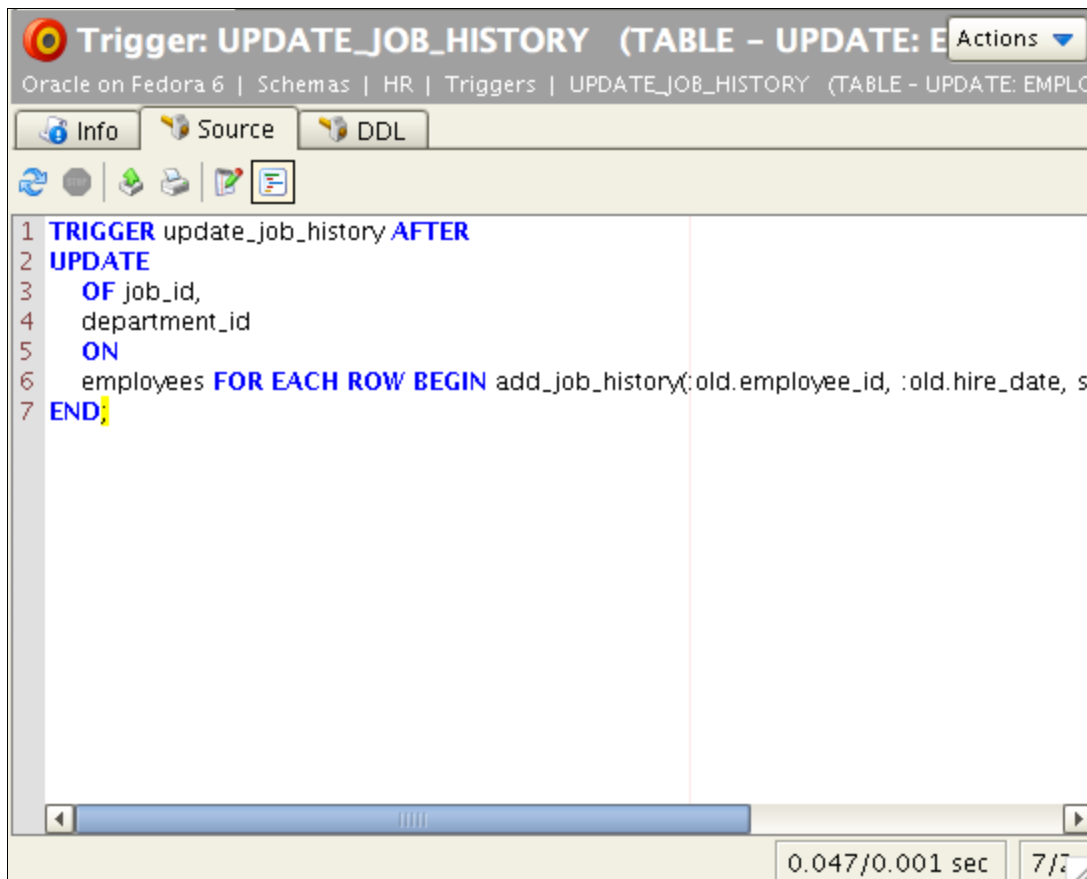 Trigger: UPDATE_JOB_HISTORY (TABLE – UPDATE: E
Actions
Oracle on Fedora 6 | Schemas | HR | Triggers | UPDATE_JOB_HISTORY (TABLE – UPDATE: EMPLO
Info Source DDL
1 TRIGGER update_job_history AFTER
2 UPDATE
3 OF job_id,
4 department_id
5 ON
6 employees FOR EACH ROW BEGIN add_job_history(:old.employee_id, :old.hire_date, s
7 END;
0.047/0.001 sec